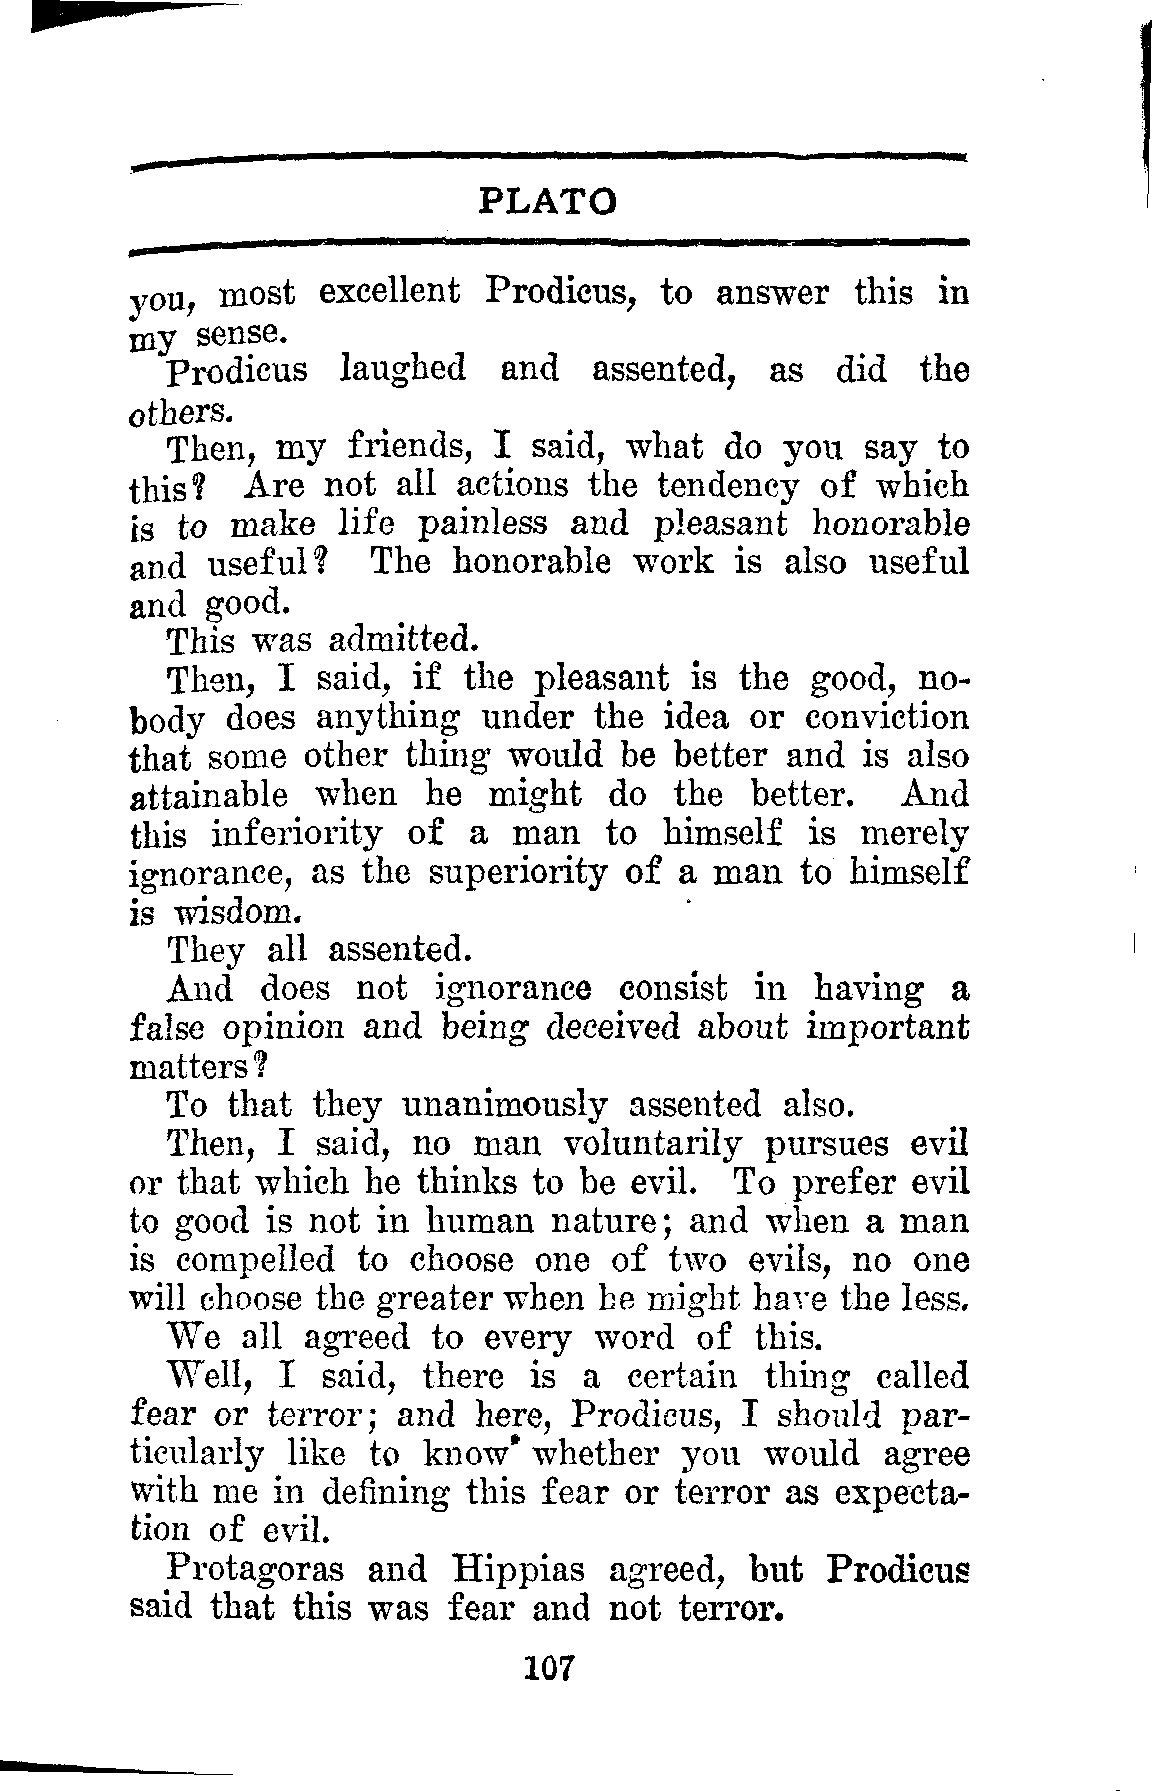 PLATO
you, most excellent Prodicus, to answer this in
my sense.
Prodicus laughed and assented, as did the
others.
Then, my friends, I said, what do you say to
this? Are not all actions the tendency of which
is to make life painless and pleasant honorable
and useful? The honorable work is also useful
and good.
This was admitted.
Then, I said, if the pleasant is the good, no-
body does anything under the idea or conviction
that some other thing would be better and is also
attainable when he might do the better. And
this inferiority of a man to himself is merely
ignorance, as the superiority of a man to himself
is wisdom.
They all assented.
And does not ignorance consist in having a
false opinion and being deceived about important
matters?
To that they unanimously assented also.
Then, I said, no man voluntarily pursues evil
or that which he thinks to be evil. To prefer evil
to good is not in human nature; and when a man
is compelled to choose one of two evils, no one
will choose the greater when he might have the less.
We all agreed to every word of this.
Well, I said, there is a certain thing called
fear or terror; and here, Prodicus, I should par-
ticularly like to know whether you would agree
with me in defining this fear or terror as expecta-
tion of evil.
Protagoras and Hippias agreed, but Prodicus
said that this was fear and not terror.
107